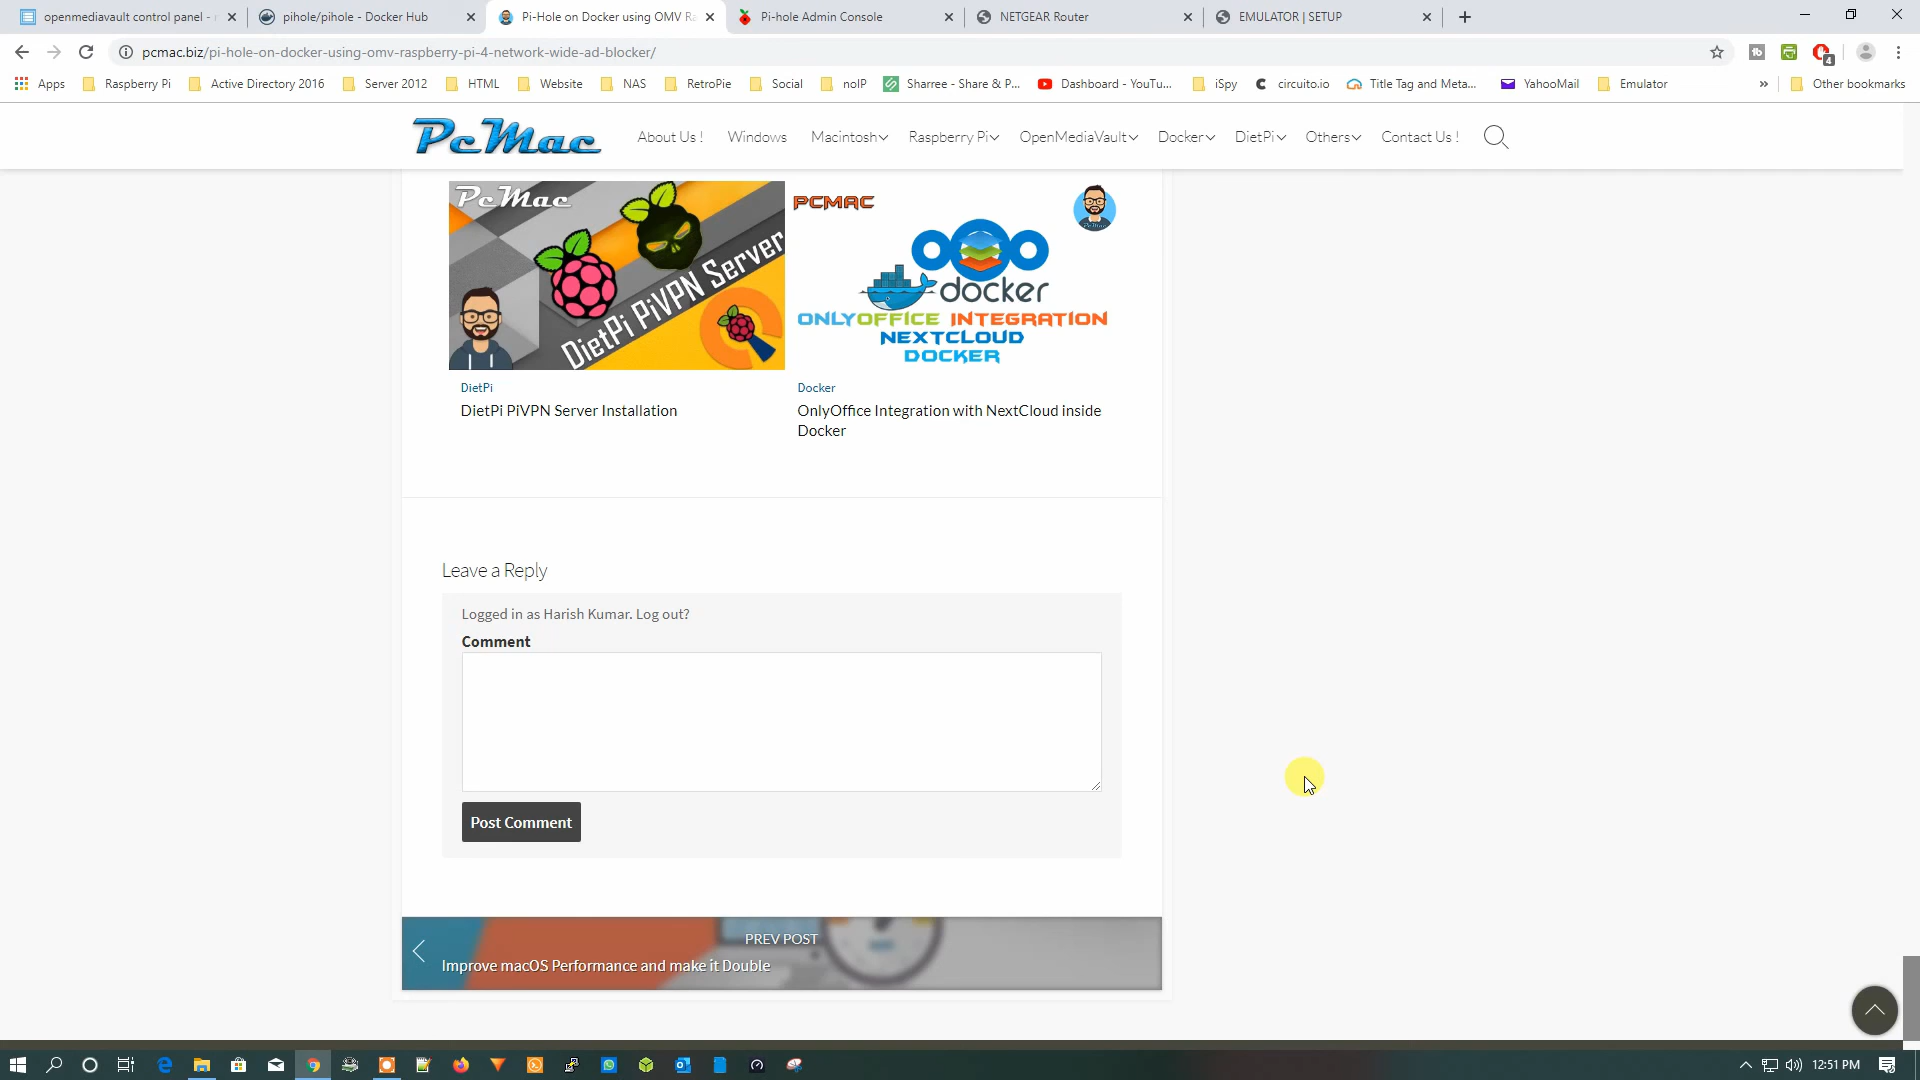 openmediavault control panel -
pihole/pihole - Docker Hub
Pi-Hole on Docker using OMV Ra
Pi-hole Admin Console
NETGEAR Router
EMULATOR | SETUP
pcmac.biz/pi-hole-on-docker-using-omv-raspberry-pi-4-network-wide-ad-blocker/
4
Apps
Raspberry Pi
Active Directory 2016
Server 2012
HTML
Website
NAS
RetroPie
Social
noIP
Sharree - Share & P...
Dashboard - YouTu...
iSpy
circuito.io
Title Tag and Meta...
YahooMail
Emulator
»
Other bookmarks
PcMac
About Us !
Windows
Macintosh
Raspberry Pi
OpenMediaVault
Docker
DietPi
Others
Contact Us !
PcMac
DietPi PiVPN Server
PCMAC
docker
ONLYOFFICE INTEGRATION
NEXTCLOUD
DOCKER
DietPi
DietPi PiVPN Server Installation
Docker
OnlyOffice Integration with NextCloud inside
Docker
Leave a Reply
Logged in as Harish Kumar. Log out?
Comment
Post Comment
PREV POST
Improve macOS Performance and make it Double
12:51 PM